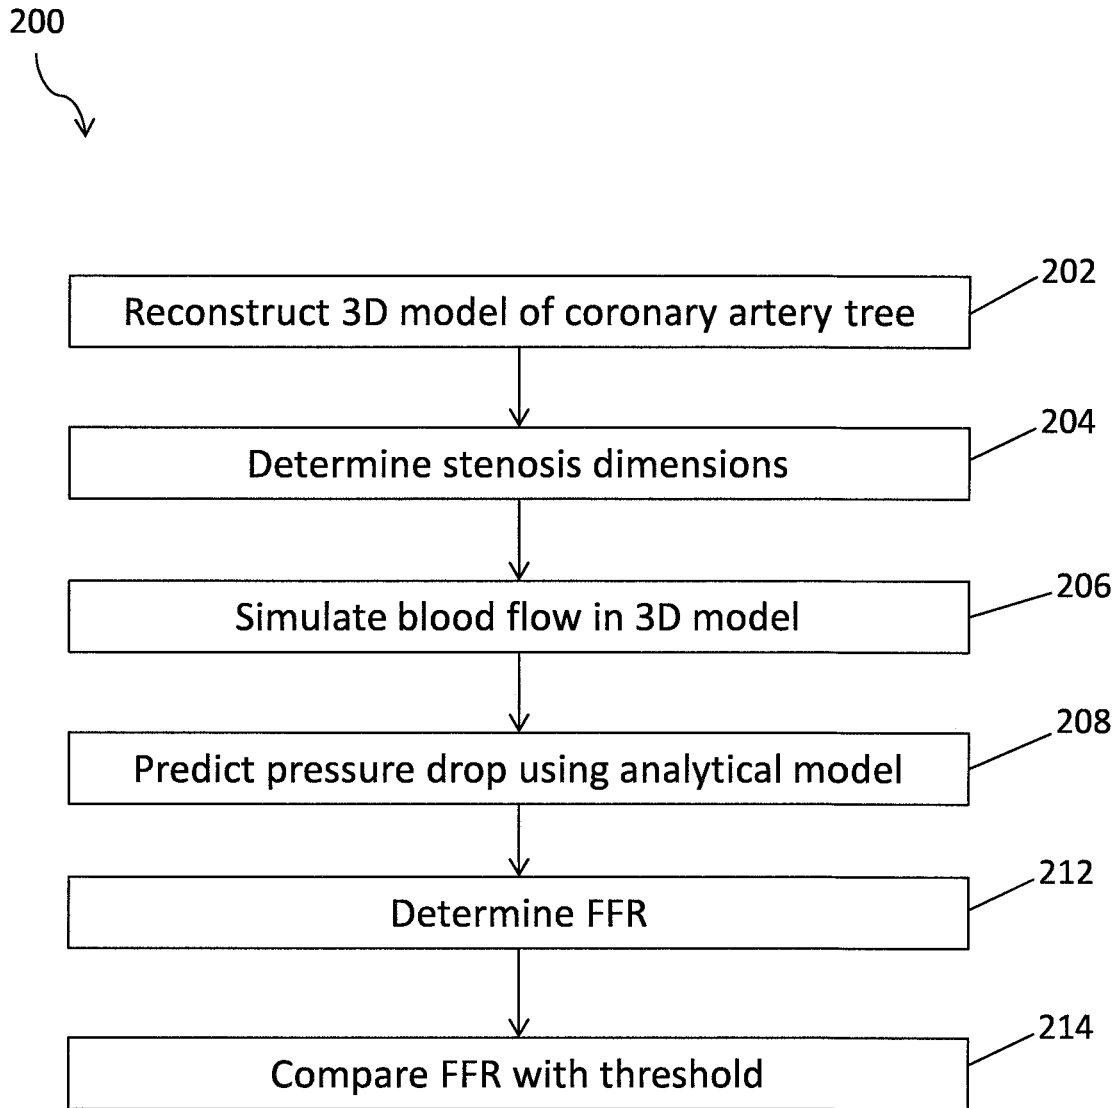 200
202
Reconstruct 3D model of coronary artery tree
204
Determine stenosis dimensions
206
Simulate blood flow in 3D model
208
Predict pressure drop using analytical model
212
Determine FFR
214
Compare FFR with threshold